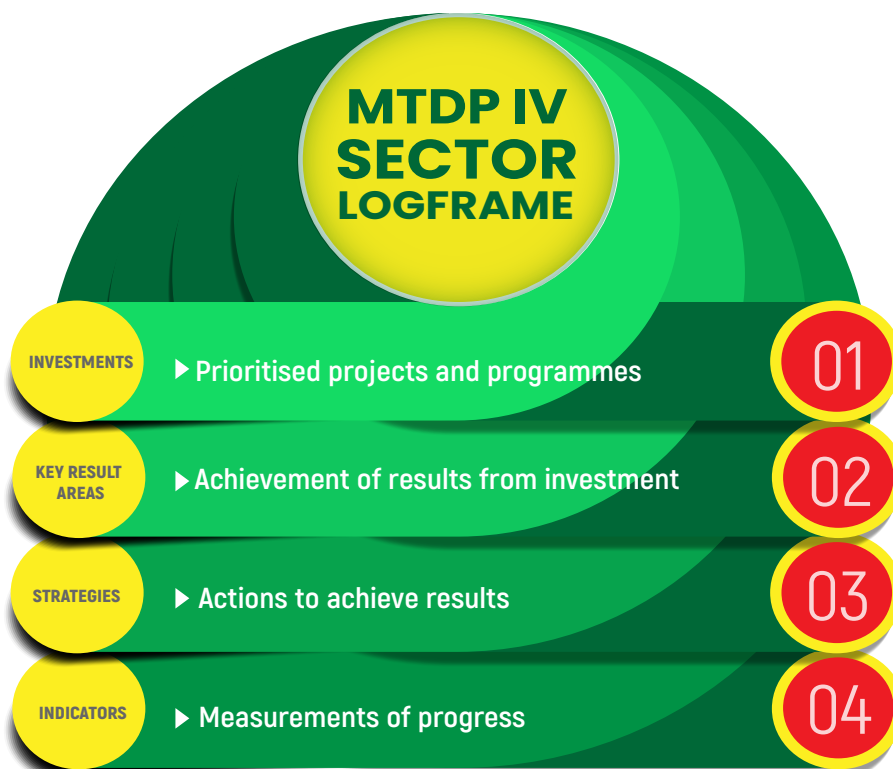 MTDP IV
SECTOR
LOGFRAME
INVESTMENTS
Prioritised projects and programmes
01
KEY RESULT
AREAS
Achievement of results from investment
02
STRATEGIES
Actions to achieve results
03
INDICATORS
Measurements of progress
04